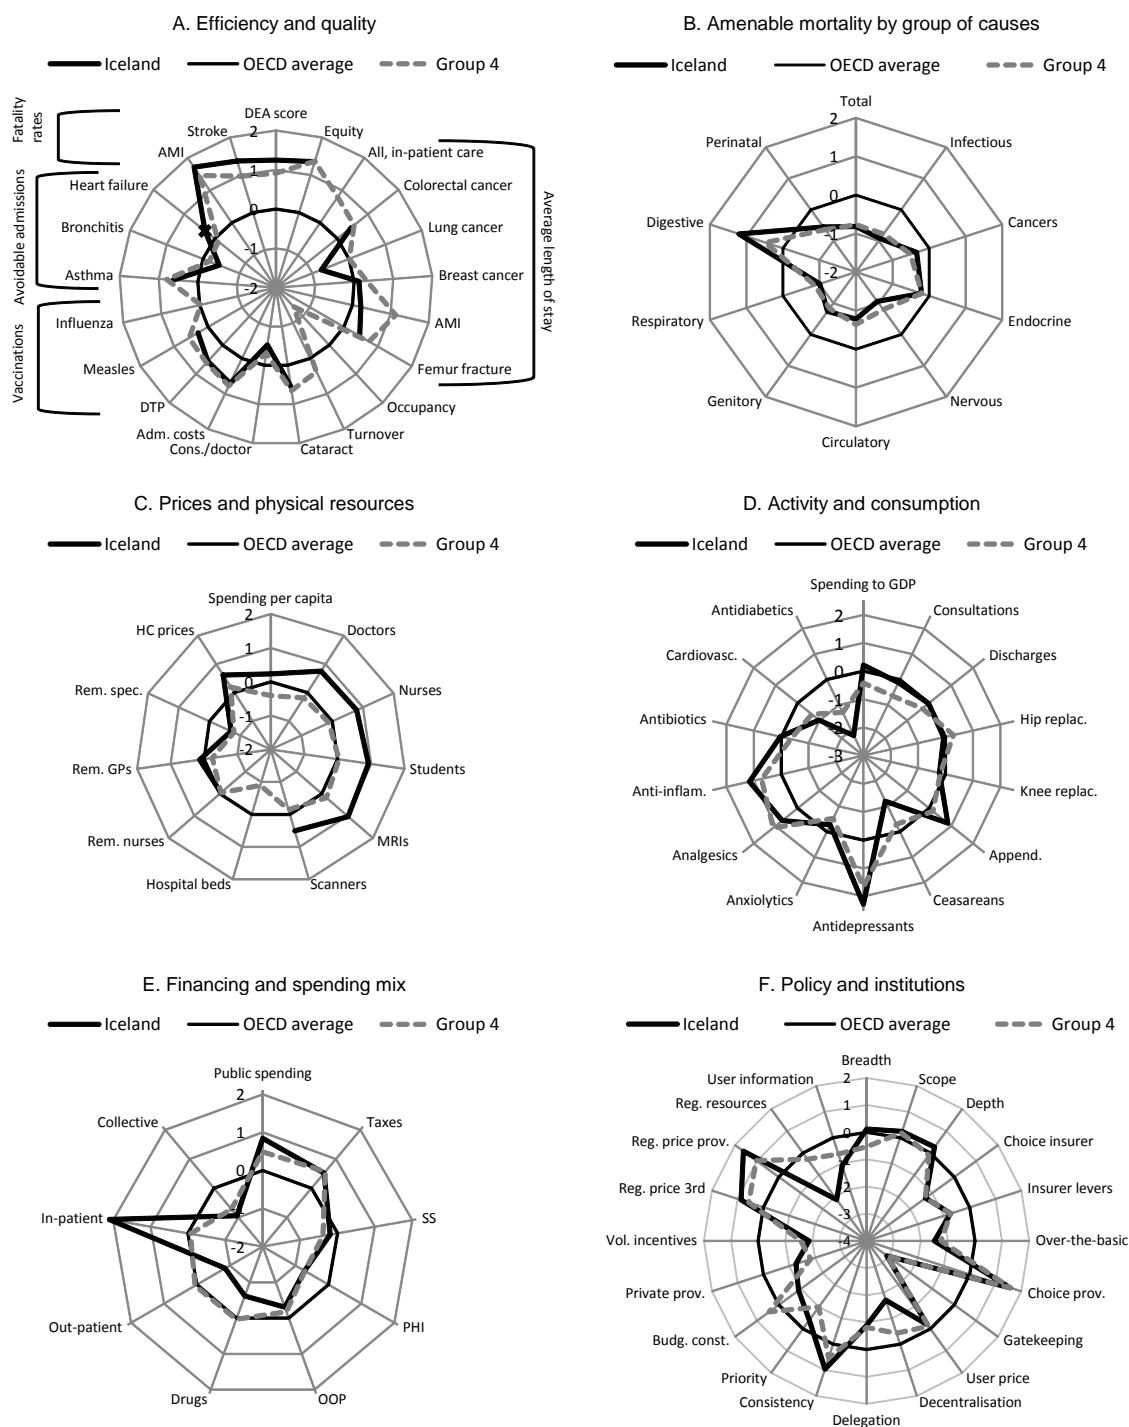 A. Efficiency and quality
Iceland OECD average Group 4
Fatality rates
Avoidable admissions
Vaccinations
Average length of stay
DEA score
Equity
All, in-patient care
Colorectal cancer
Lung cancer
Breast cancer
AMI
Femur fracture
Occupancy
Turnover
Cataract
Cons./doctor
Adm. costs
DTP
Measles
Influenza
Asthma
Bronchitis
Heart failure
AMI
Stroke
2
1
0
-1
-2
B. Amenable mortality by group of causes
Iceland OECD average Group 4
Total
Infectious
Cancers
Endocrine
Nervous
Circulatory
Genitory
Respiratory
Digestive
Perinatal
2
1
0
-1
-2
C. Prices and physical resources
Iceland OECD average Group 4
Spending per capita
Doctors
Nurses
Students
MRIs
Scanners
Hospital beds
Rem. nurses
Rem. GPs
Rem. spec.
HC prices
2
1
0
-1
-2
D. Activity and consumption
Iceland OECD average Group 4
Spending to GDP
Consultations
Discharges
Hip replac.
Knee replac.
Append.
Ceasareans
Antidepressants
Anxiolytics
Analgesics
Anti-inflam.
Antibiotics
Cardiovasc.
Antidiabetics
2
1
0
-1
-2
-3
E. Financing and spending mix
Iceland OECD average Group 4
Public spending
Taxes
SS
PHI
OOP
Drugs
Out-patient
In-patient
Collective
2
1
0
-1
-2
F. Policy and institutions
Iceland OECD average Group 4
Breadth
Scope
Depth
Choice insurer
Insurer levers
Over-the-basic
Choice prov.
Gatekeeping
User price
Decentralisation
Delegation
Consistency
Priority
Budg. const.
Private prov.
Vol. incentives
Reg. price 3rd
Reg. price prov.
Reg. resources
User information
2
1
0
-1
-2
-3
-4